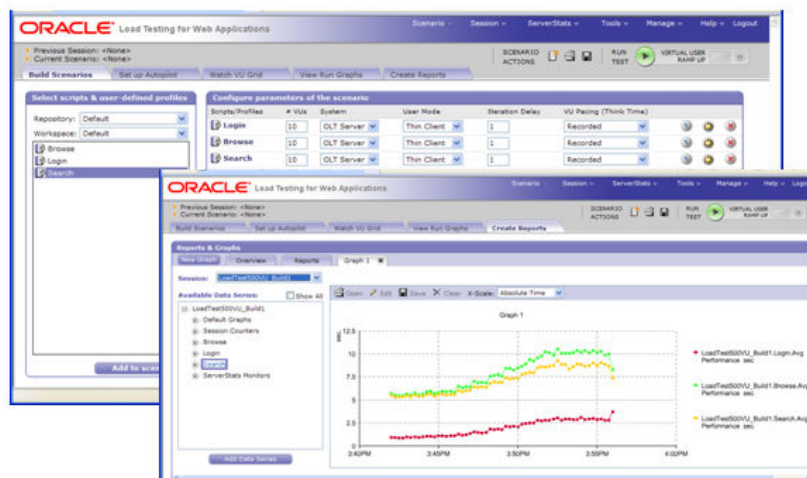 ORACLE Load Testing for Web Applications
Scenario Session ServerStats Tools Manage Help Logout
Previous Session: <None>
Current Scenario: <None>
SCENARIO ACTIONS
RUN TEST
VIRTUAL USER RAMP UP
Build Scenarios Set up Autopilot Watch VU Grid View Run Graphs Create Reports
Select scripts & user-defined profiles
Repository: Default
Workspace: Default
Browse
Login
Search
Add to scen
Configure parameters of the scenario
Scripts/Profiles # VUs System User Mode Iteration Delay VU Pacing (Think Time)
Login 10 OLT Server Thin Client 1 Recorded
Browse 10 OLT Server Thin Client 1 Recorded
Search 10 OLT Server Thin Client 1 Recorded
ORACLE Load Testing for Web Applications
Scenario Session ServerStats Tools Manage Help Logo
Previous Session: <None>
Current Scenario: <None>
SCENARIO ACTIONS
RUN TEST
VIRTUAL USER RAMP UP
Build Scenarios Set up Autopilot Watch VU Grid View Run Graphs Create Reports
Reports & Graphs
New Graph Overview Reports Graph 1
Session: LoadTest500VU_Build1
Available Data Series: Show All
LoadTest500VU_Build1
Default Graphs
Session Counters
Browse
Login
Search
ServerStats Monitors
Add Data Series
Open Edit Save Clear X-Scale: Absolute Time
Graph 1
sec.
12.5
10
7.5
5
2.5
0
3:40PM 3:45PM 3:50PM 3:55PM 4:00PM
LoadTest500VU_Build1.Login.Avg
Performance sec
LoadTest500VU_Build1.Browse.Avg
Performance sec
LoadTest500VU_Build1.Search.Avg
Performance sec